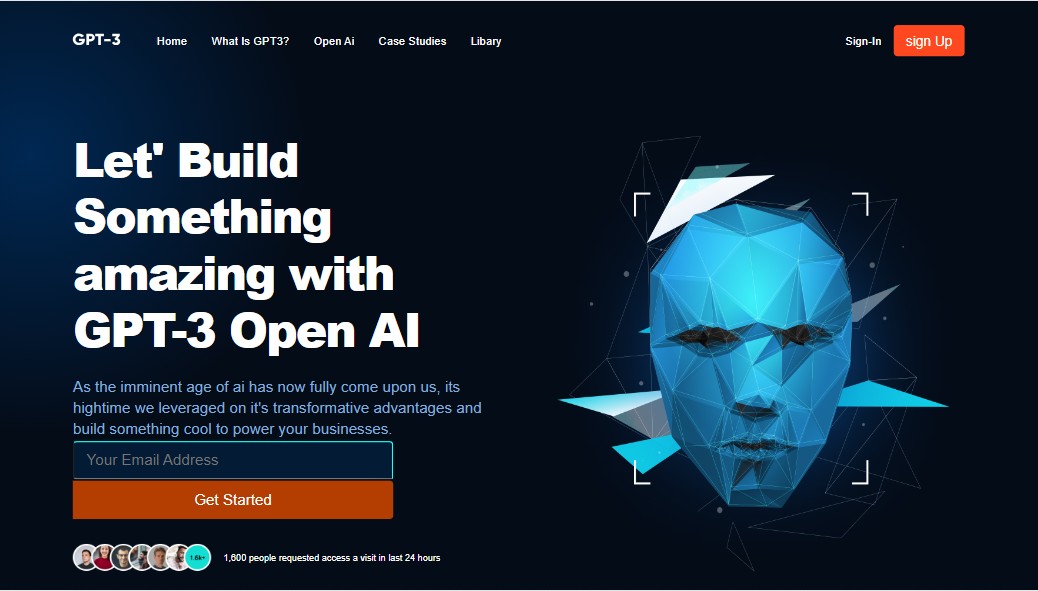 GPT-3 Home What Is GPT3? Open Ai Case Studies Libary Sign-In sign Up
Let' Build
Something
amazing with
GPT-3 Open AI
As the imminent age of ai has now fully come upon us, its
hightime we leveraged on it's transformative advantages and
build something cool to power your businesses.
Your Email Address
Get Started
1.6k+ 1,600 people requested access a visit in last 24 hours